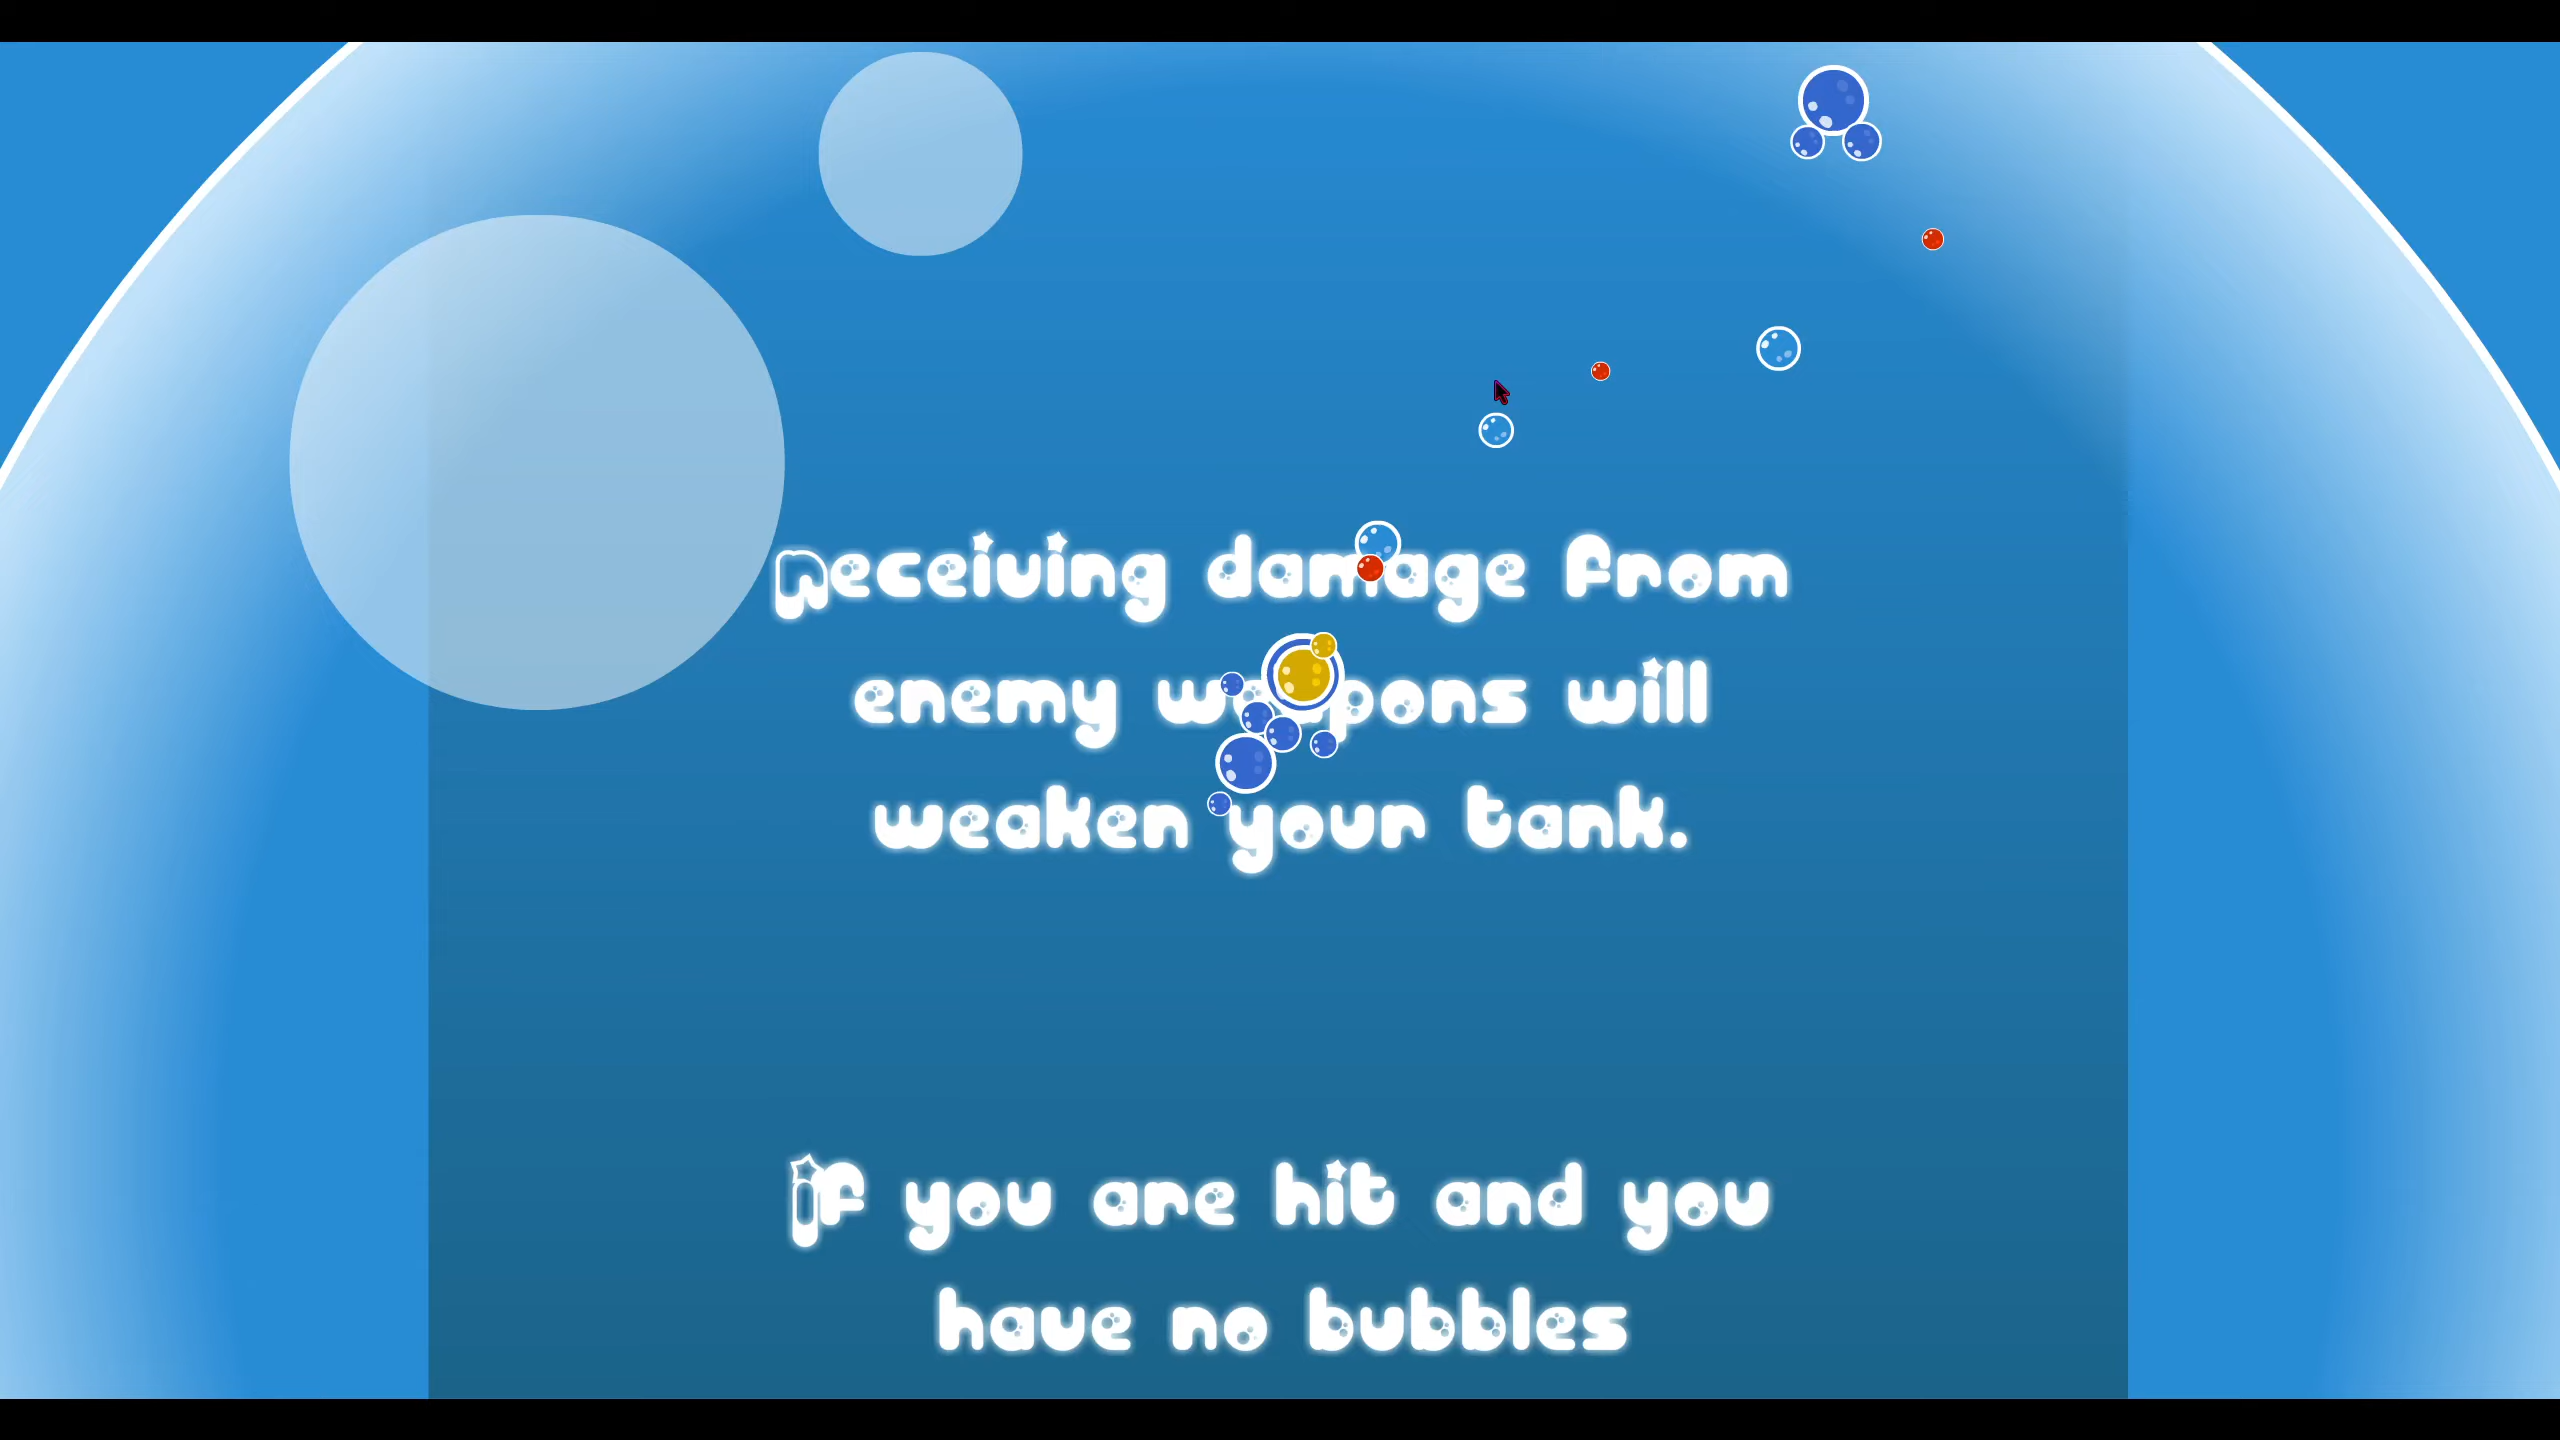 Receiving damage from
enemy weapons will
weaken your tank.
If you are hit and you
have no bubbles